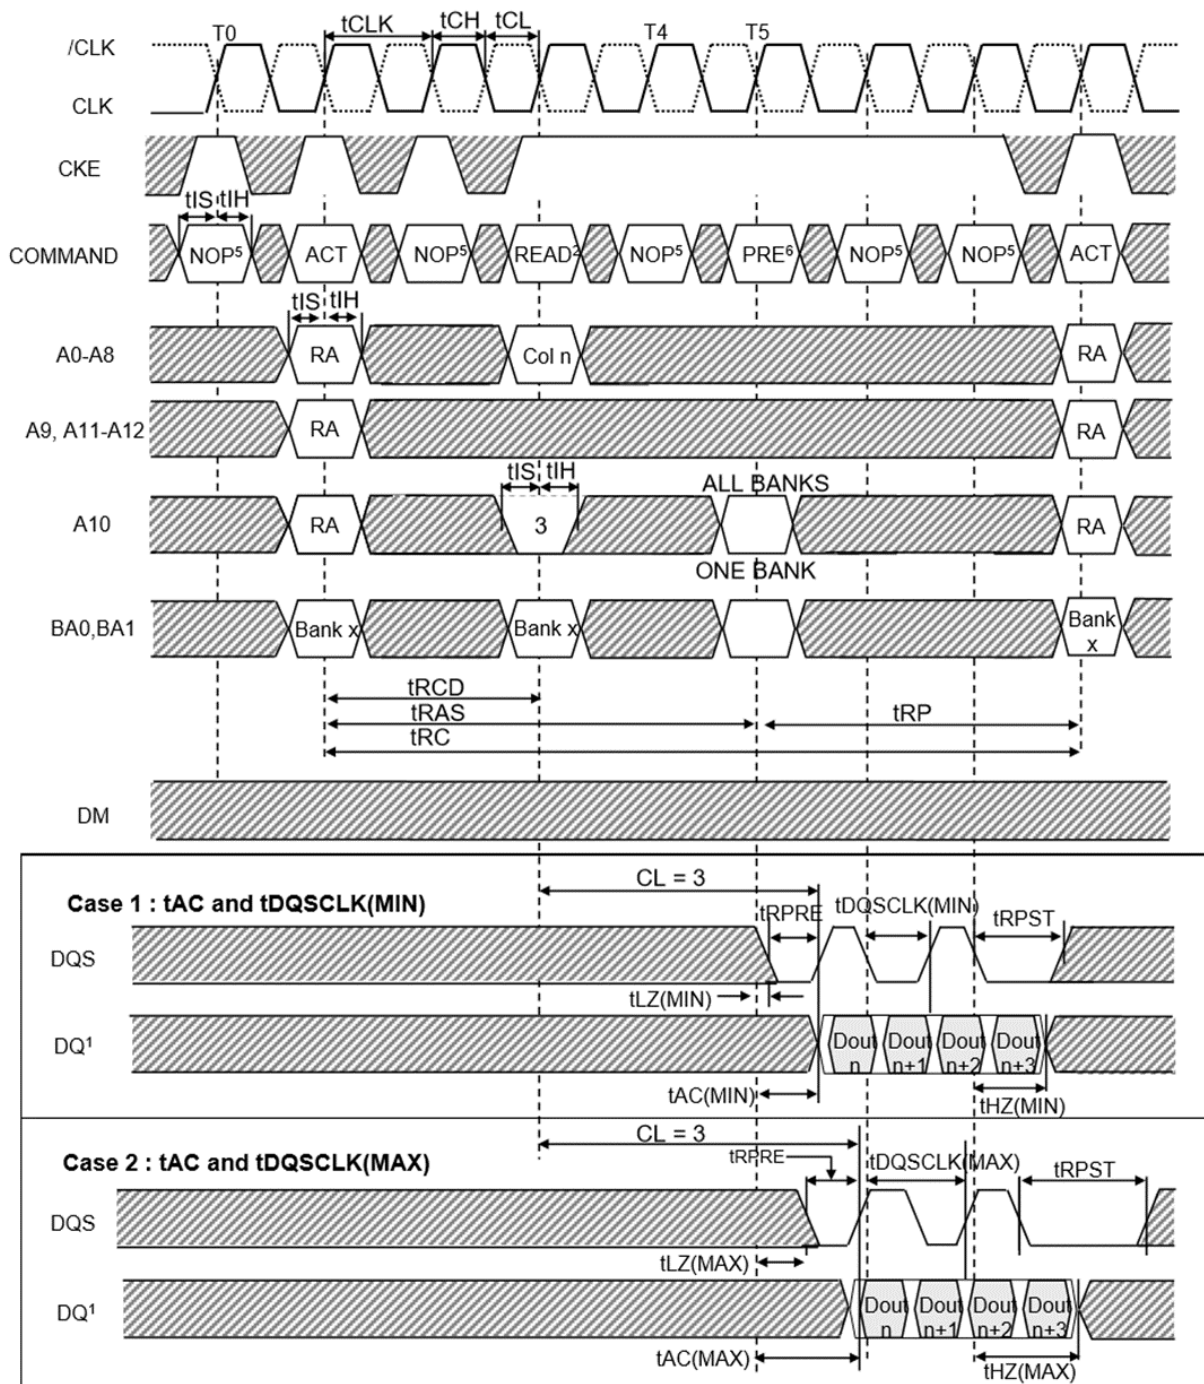 T0 tCLK tCH tCL T4 T5
/CLK
CLK
CKE
tIS tIH
COMMAND NOP⁵ ACT NOP⁵ READ² NOP⁵ PRE⁶ NOP⁵ NOP⁵ ACT
tIS tIH
A0-A8 RA Col n RA
A9, A11-A12 RA RA
tIS tIH ALL BANKS
A10 RA 3 RA
ONE BANK
BA0,BA1 Bank x Bank x Bank
x
tRCD
tRAS tRP
tRC
DM
CL = 3
Case 1 : tAC and tDQSCLK(MIN) tRPRE tDQSCLK(MIN) tRPST
DQS
tLZ(MIN)
DQ¹ Dout Dout Dout Dout
n n+1 n+2 n+3
tAC(MIN) tHZ(MIN)
CL = 3
Case 2 : tAC and tDQSCLK(MAX) tRPRE tDQSCLK(MAX) tRPST
DQS
tLZ(MAX)
DQ¹ Dout Dout Dout Dout
n n+1 n+2 n+3
tAC(MAX) tHZ(MAX)